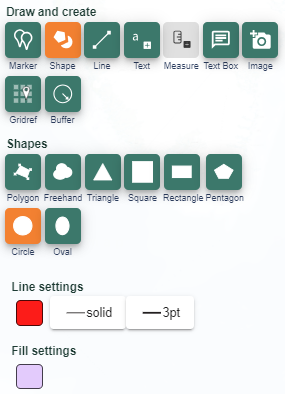 Draw and create
a
Marker Shape Line Text Measure Text Box Image
Gridref Buffer
Shapes
Polygon Freehand Triangle Square Rectangle Pentagon
Circle Oval
Line settings
solid 3pt
Fill settings